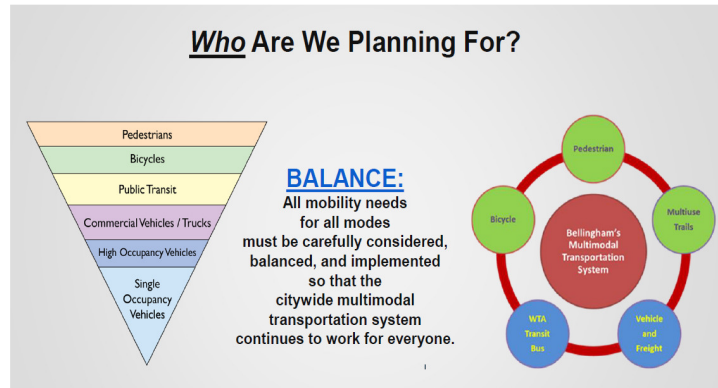 Who Are We Planning For?
Pedestrians
Bicycles
Public Transit
Commercial Vehicles / Trucks
High Occupancy Vehicles
Single
Occupancy
Vehicles
BALANCE:
All mobility needs
for all modes
must be carefully considered,
balanced, and implemented
so that the
citywide multimodal
transportation system
continues to work for everyone.
Pedestrian
Bicycle
Multiuse
Trails
Bellingham's
Multimodal
Transportation
System
WTA
Transit
Bus
Vehicle
and
Freight